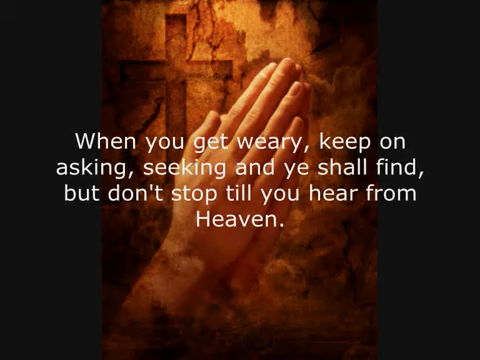 When you get weary, keep on
asking, seeking and ye shall find,
but don't stop till you hear from
Heaven.